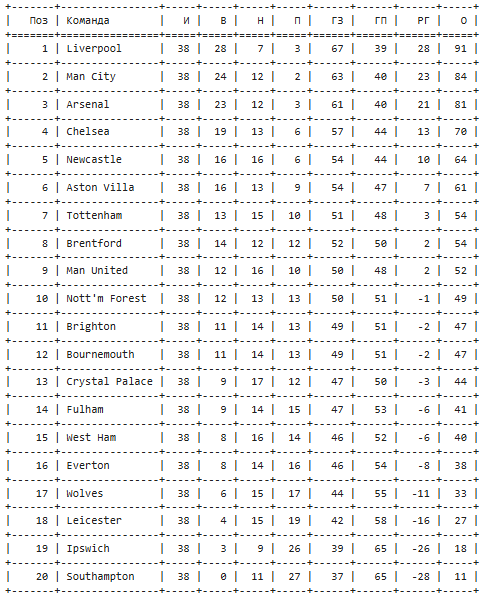 Поз Команда И В Н П ГЗ ГП РГ О
1 Liverpool 38 28 7 3 67 39 28 91
2 Man City 38 24 12 2 63 40 23 84
3 Arsenal 38 23 12 3 61 40 21 81
4 Chelsea 38 19 13 6 57 44 13 70
5 Newcastle 38 16 16 6 54 44 10 64
6 Aston Villa 38 16 13 9 54 47 7 61
7 Tottenham 38 13 15 10 51 48 3 54
8 Brentford 38 14 12 12 52 50 2 54
9 Man United 38 12 16 10 50 48 2 52
10 Nott'm Forest 38 12 13 13 50 51 -1 49
11 Brighton 38 11 14 13 49 51 -2 47
12 Bournemouth 38 11 14 13 49 51 -2 47
13 Crystal Palace 38 9 17 12 47 50 -3 44
14 Fulham 38 9 14 15 47 53 -6 41
15 West Ham 38 8 16 14 46 52 -6 40
16 Everton 38 8 14 16 46 54 -8 38
17 Wolves 38 6 15 17 44 55 -11 33
18 Leicester 38 4 15 19 42 58 -16 27
19 Ipswich 38 3 9 26 39 65 -26 18
20 Southampton 38 0 11 27 37 65 -28 11